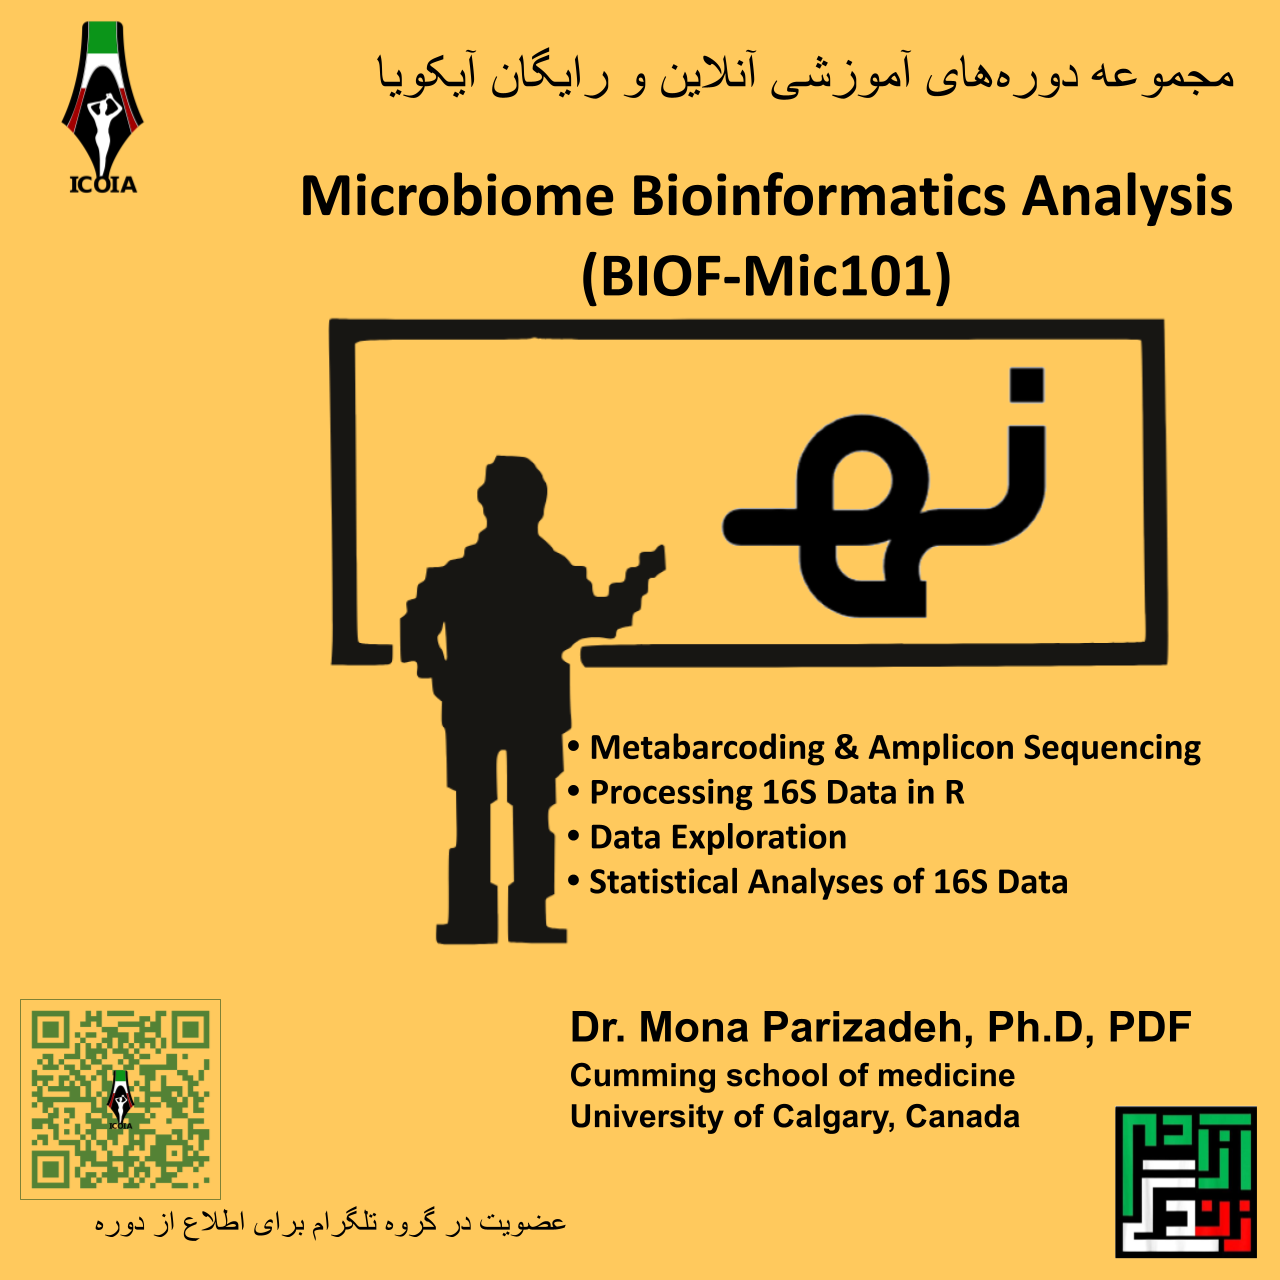 ICOIA
مجموعه دوره‌های آموزشی آنلاین و رایگان آیکویا
Microbiome Bioinformatics Analysis
(BIOF-Mic101)
• Metabarcoding & Amplicon Sequencing
• Processing 16S Data in R
• Data Exploration
• Statistical Analyses of 16S Data
Dr. Mona Parizadeh, Ph.D, PDF
Cumming school of medicine
University of Calgary, Canada
ICOIA
عضویت در گروه تلگرام برای اطلاع از دوره